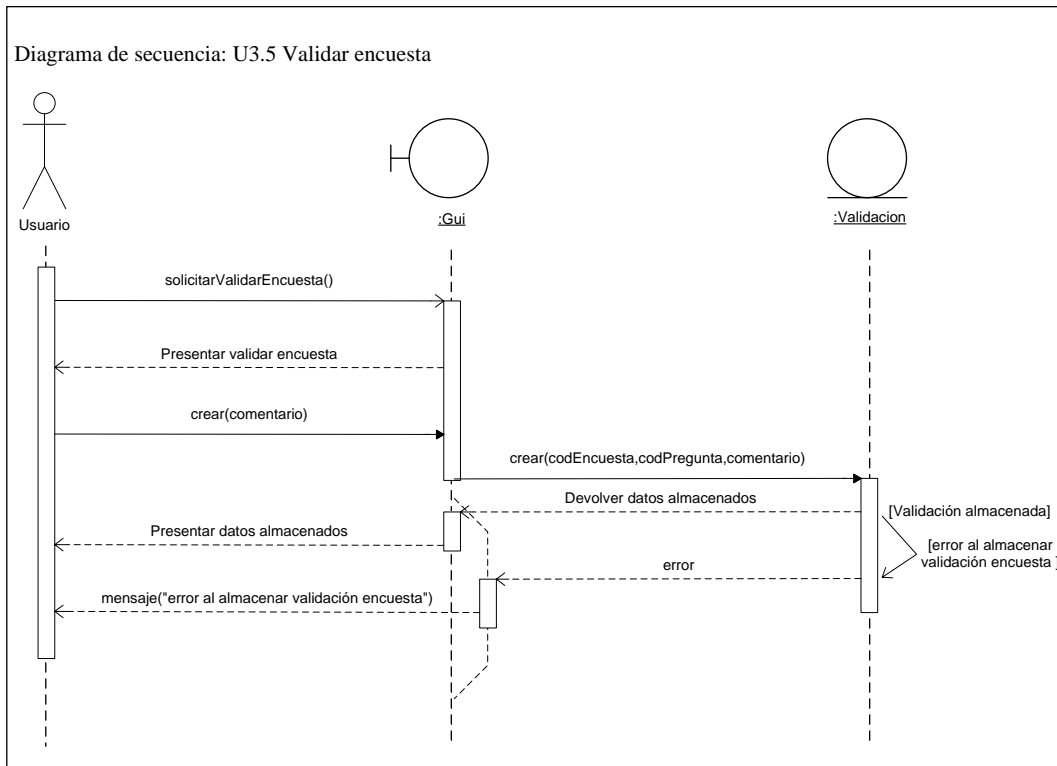 Diagrama de secuencia: U3.5 Validar encuesta
Usuario
:Gui
:Validacion
solicitarValidarEncuesta()
Presentar validar encuesta
crear(comentario)
crear(codEncuesta,codPregunta,comentario)
Devolver datos almacenados
[Validación almacenada]
Presentar datos almacenados
[error al almacenar
validación encuesta ]
error
mensaje("error al almacenar validación encuesta")